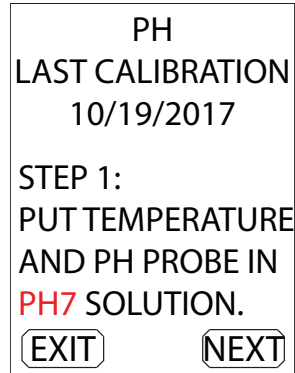 PH
LAST CALIBRATION
10/19/2017
STEP 1:
PUT TEMPERATURE
AND PH PROBE IN
PH7 SOLUTION.
EXIT NEXT